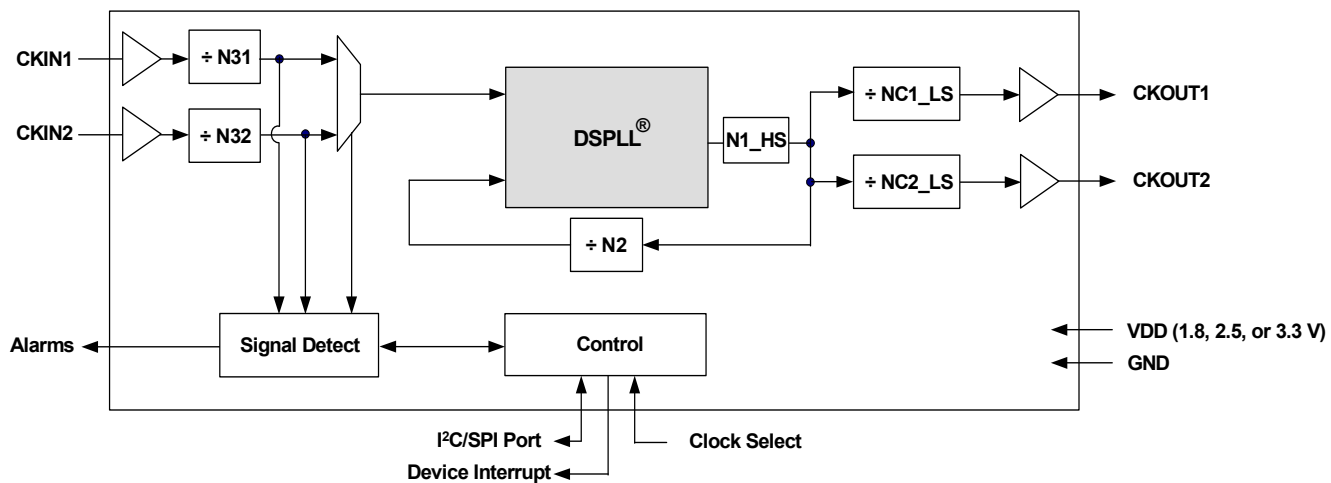 CKIN1
÷ N31
CKIN2
÷ N32
DSPLL®
N1_HS
÷ NC1_LS
CKOUT1
÷ NC2_LS
CKOUT2
÷ N2
Alarms
Signal Detect
Control
VDD (1.8, 2.5, or 3.3 V)
GND
I²C/SPI Port
Clock Select
Device Interrupt